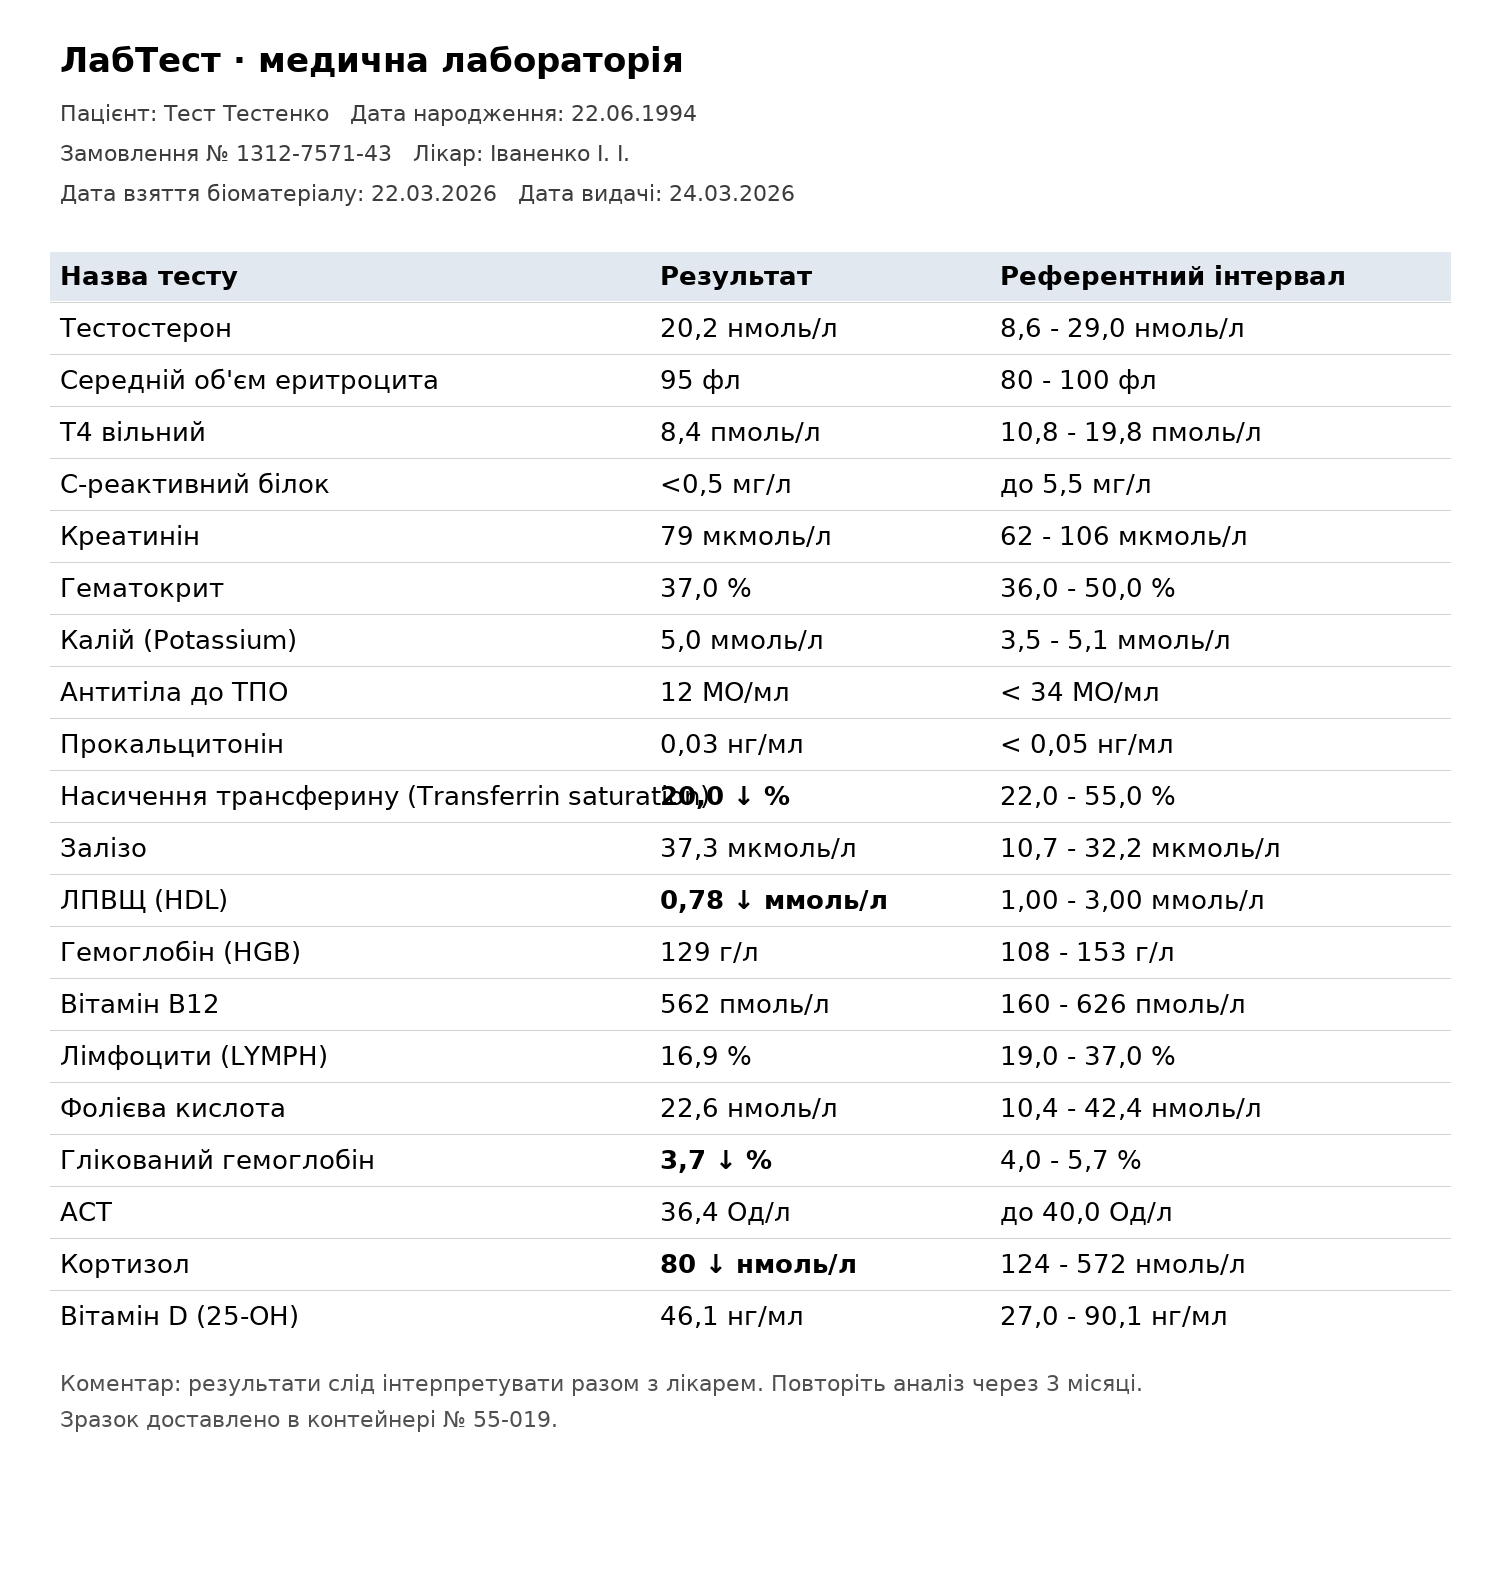 ЛабТест · медична лабораторія
Пацієнт: Тест Тестенко Дата народження: 22.06.1994
Замовлення № 1312-7571-43 Лікар: Іваненко І. І.
Дата взяття біоматеріалу: 22.03.2026 Дата видачі: 24.03.2026
Назва тесту Результат Референтний інтервал
Тестостерон 20,2 нмоль/л 8,6 - 29,0 нмоль/л
Середній об'єм еритроцита 95 фл 80 - 100 фл
Т4 вільний 8,4 пмоль/л 10,8 - 19,8 пмоль/л
С-реактивний білок <0,5 мг/л до 5,5 мг/л
Креатинін 79 мкмоль/л 62 - 106 мкмоль/л
Гематокрит 37,0 % 36,0 - 50,0 %
Калій (Potassium) 5,0 ммоль/л 3,5 - 5,1 ммоль/л
Антитіла до ТПО 12 МО/мл < 34 МО/мл
Прокальцитонін 0,03 нг/мл < 0,05 нг/мл
Насичення трансферину (Transferrin saturation) 20,0 ↓ % 22,0 - 55,0 %
Залізо 37,3 мкмоль/л 10,7 - 32,2 мкмоль/л
ЛПВЩ (HDL) 0,78 ↓ ммоль/л 1,00 - 3,00 ммоль/л
Гемоглобін (HGB) 129 г/л 108 - 153 г/л
Вітамін B12 562 пмоль/л 160 - 626 пмоль/л
Лімфоцити (LYMPH) 16,9 % 19,0 - 37,0 %
Фолієва кислота 22,6 нмоль/л 10,4 - 42,4 нмоль/л
Глікований гемоглобін 3,7 ↓ % 4,0 - 5,7 %
АСТ 36,4 Од/л до 40,0 Од/л
Кортизол 80 ↓ нмоль/л 124 - 572 нмоль/л
Вітамін D (25-OH) 46,1 нг/мл 27,0 - 90,1 нг/мл
Коментар: результати слід інтерпретувати разом з лікарем. Повторіть аналіз через 3 місяці.
Зразок доставлено в контейнері № 55-019.